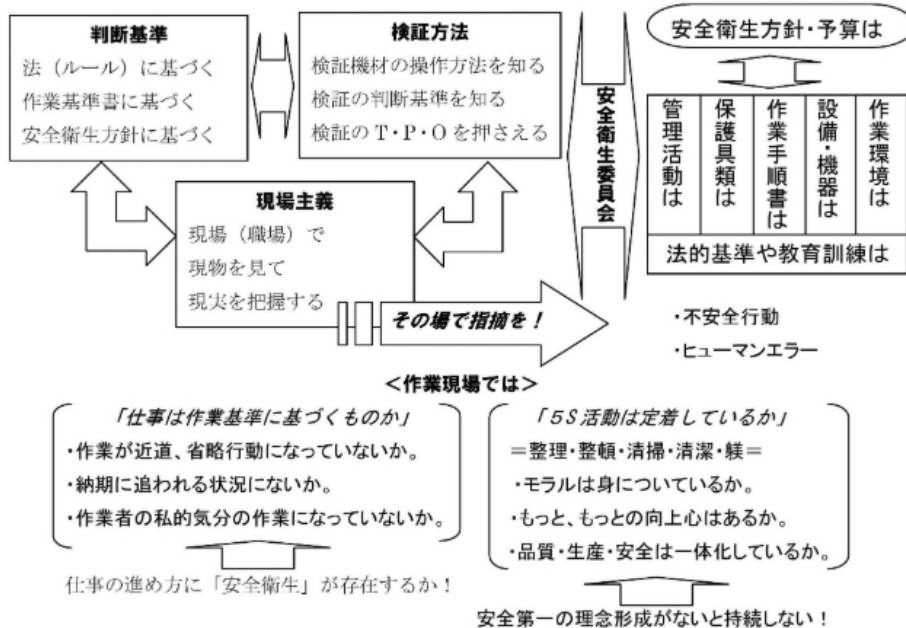 判断基準
法（ルール）に基づく
作業基準書に基づく
安全衛生方針に基づく
検証方法
検証機材の操作方法を知る
検証の判断基準を知る
検証のT・P・Oを押さえる
現場主義
現場（職場）で
現物を見て
現実を把握する
その場で指摘を！
安全衛生委員会
安全衛生方針・予算は
管理活動は
保護具類は
作業手順書は
設備・機器は
作業環境は
法的基準や教育訓練は
・不安全行動
・ヒューマンエラー
＜作業現場では＞
「仕事は作業基準に基づくものか」
・作業が近道、省略行動になっていないか。
・納期に追われる状況にないか。
・作業者の私的気分の作業になっていないか。
仕事の進め方に「安全衛生」が存在するか！
「５Ｓ活動は定着しているか」
＝整理・整頓・清掃・清潔・躾＝
・モラルは身についているか。
・もっと、もっとの向上心はあるか。
・品質・生産・安全は一体化しているか。
安全第一の理念形成がないと持続しない！